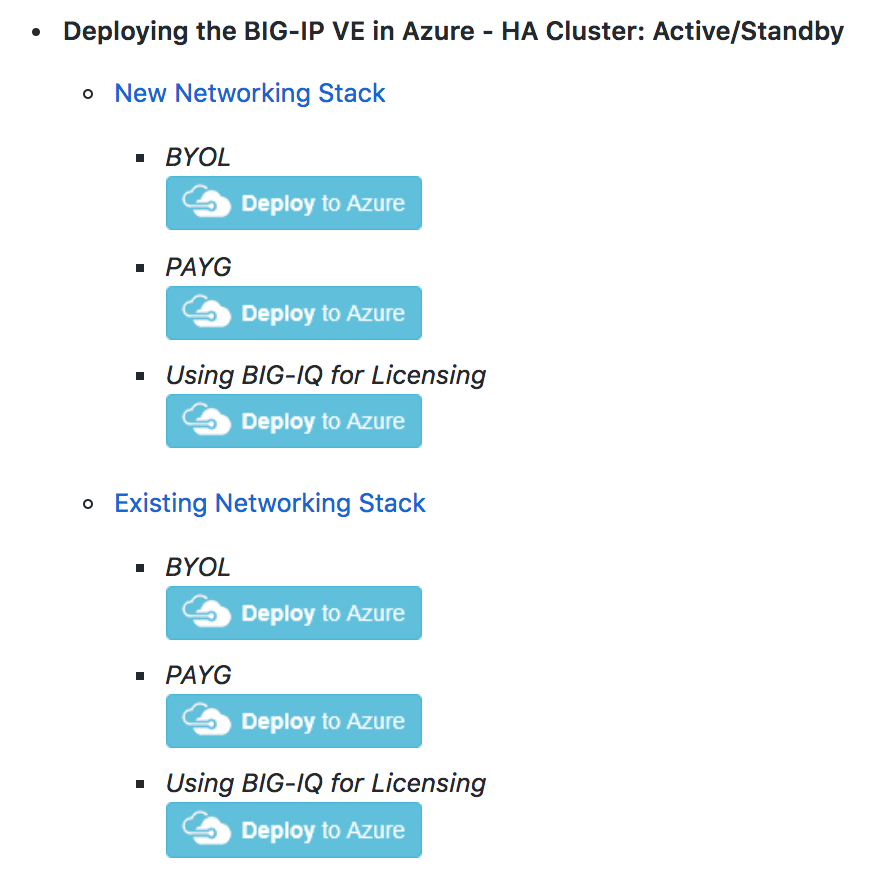 Deploying the BIG-IP VE in Azure - HA Cluster: Active/Standby
New Networking Stack
BYOL
Deploy to Azure
PAYG
Deploy to Azure
Using BIG-IQ for Licensing
Deploy to Azure
Existing Networking Stack
BYOL
Deploy to Azure
PAYG
Deploy to Azure
Using BIG-IQ for Licensing
Deploy to Azure